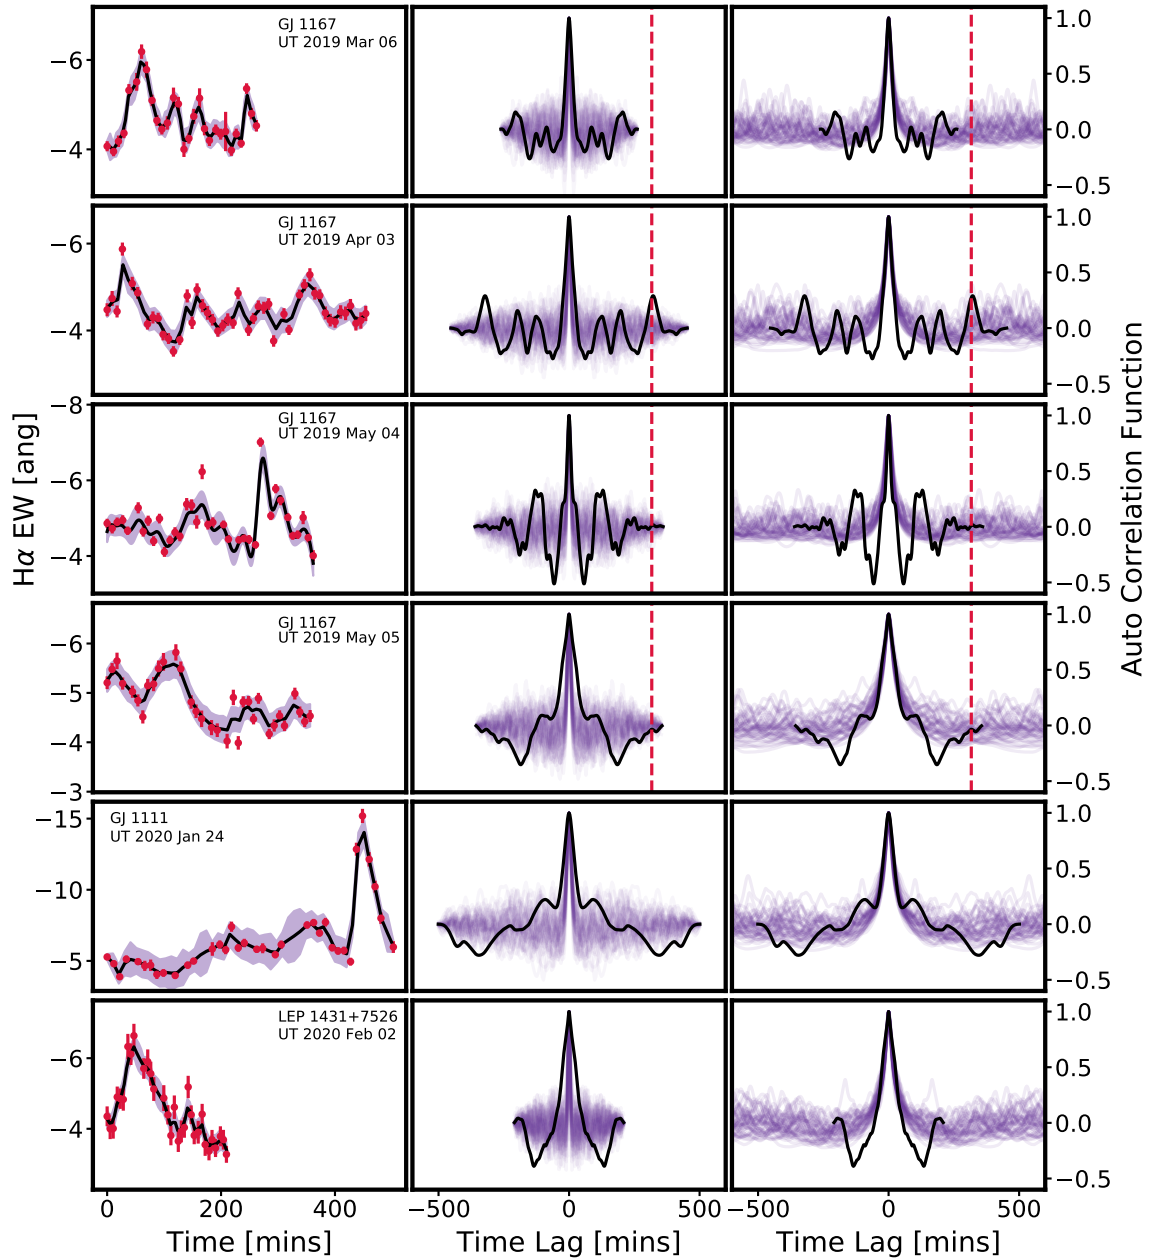 GJ 1167
UT 2019 Mar 06
−6
−4
1.0
0.5
0.0
−0.5
GJ 1167
UT 2019 Apr 03
−6
−4
1.0
0.5
0.0
−0.5
GJ 1167
UT 2019 May 04
−8
−6
−4
1.0
0.5
0.0
−0.5
GJ 1167
UT 2019 May 05
−6
−5
−4
−3
1.0
0.5
0.0
−0.5
GJ 1111
UT 2020 Jan 24
−15
−10
−5
1.0
0.5
0.0
−0.5
LEP 1431+7526
UT 2020 Feb 02
−6
−4
1.0
0.5
0.0
−0.5
Hα EW [ang]
Auto Correlation Function
0 200 400
−500 0 500
−500 0 500
Time [mins]
Time Lag [mins]
Time Lag [mins]